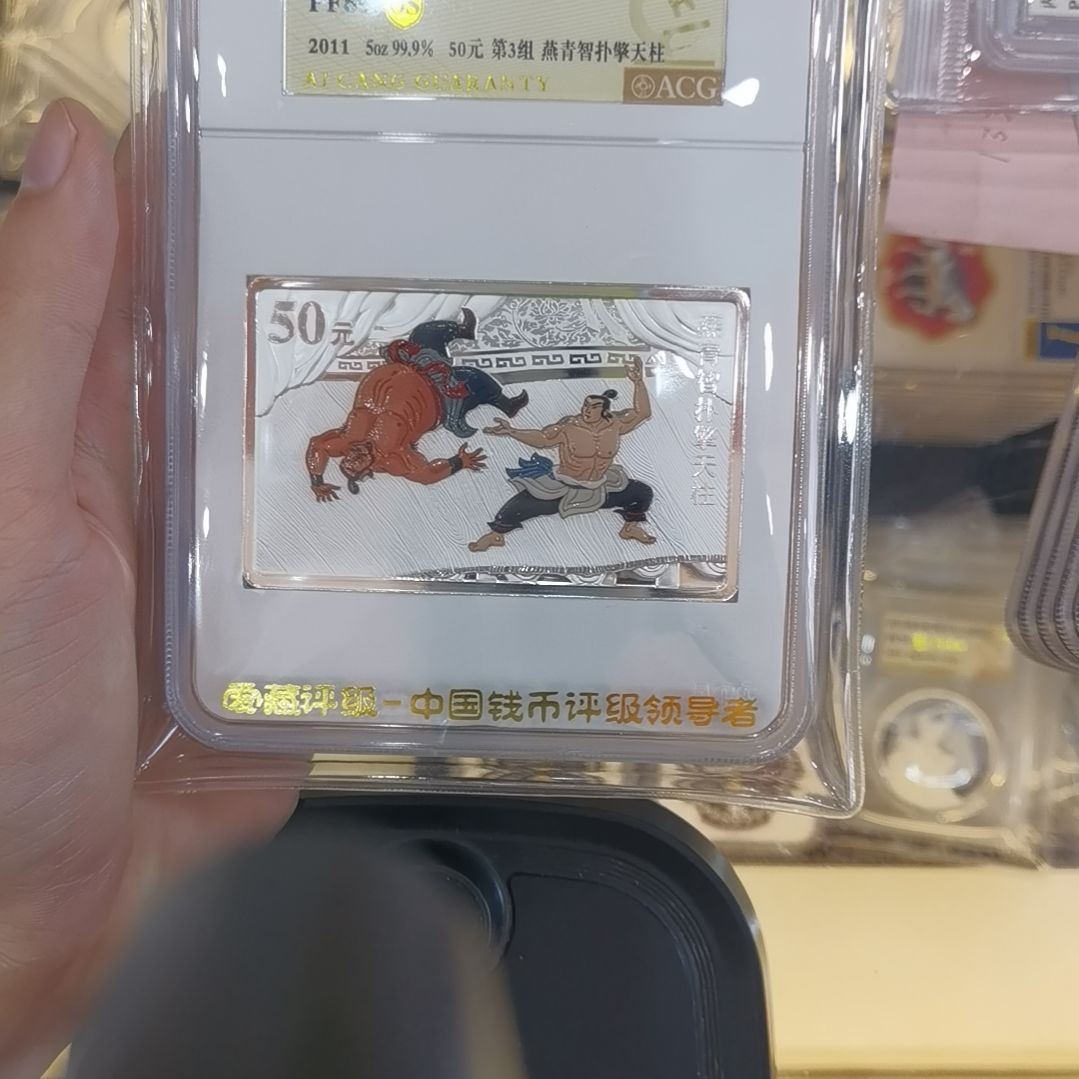 2011 5oz 99.9% 50元 第3组 燕青智扑擎天柱
AI CANG GUARANTY
ACG
50元
燕青智扑擎天柱
爱藏评级-中国钱币评级领导者